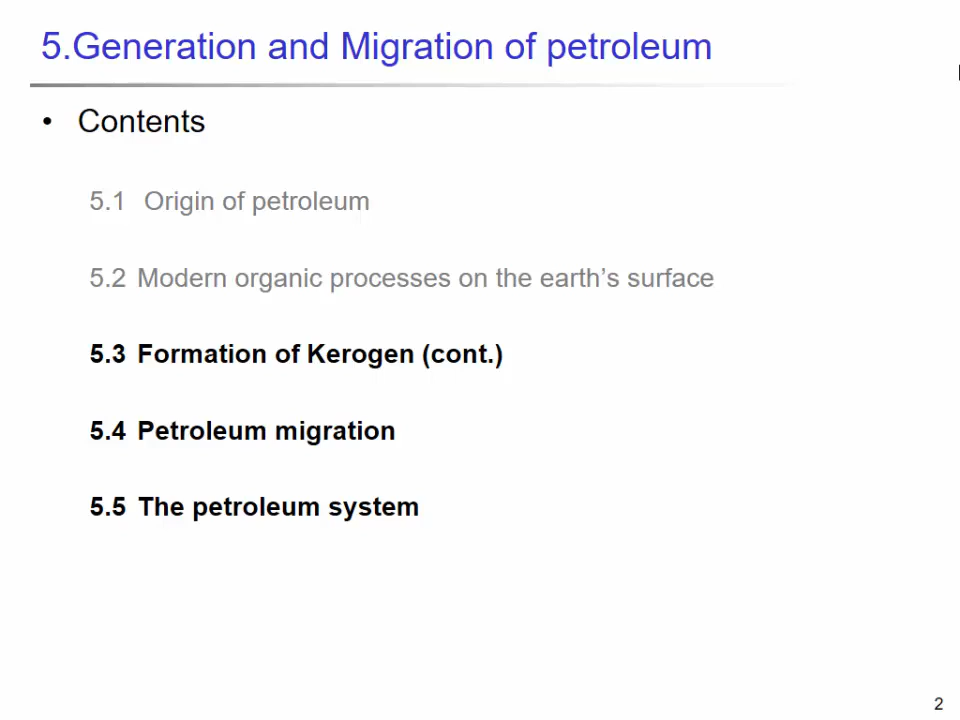 5.Generation and Migration of petroleum
• Contents
5.1 Origin of petroleum
5.2 Modern organic processes on the earth's surface
5.3 Formation of Kerogen (cont.)
5.4 Petroleum migration
5.5 The petroleum system
2